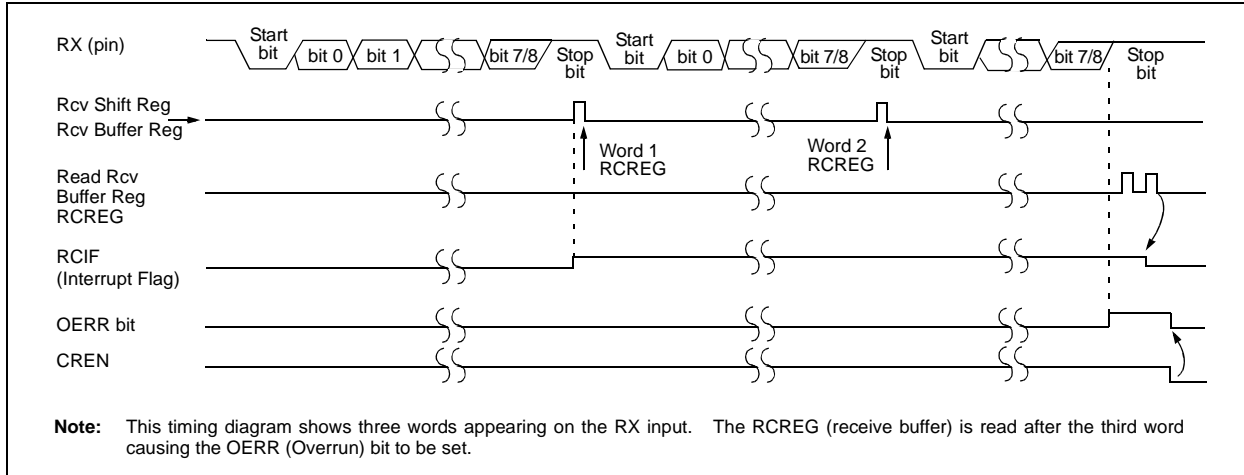 RX (pin)
Start bit
bit 0
bit 1
bit 7/8
Stop bit
Start bit
bit 0
bit 7/8
Stop bit
Start bit
bit 7/8
Stop bit
Rcv Shift Reg
Rcv Buffer Reg
Word 1
RCREG
Word 2
RCREG
Read Rcv
Buffer Reg
RCREG
RCIF
(Interrupt Flag)
OERR bit
CREN
Note: This timing diagram shows three words appearing on the RX input. The RCREG (receive buffer) is read after the third word
causing the OERR (Overrun) bit to be set.